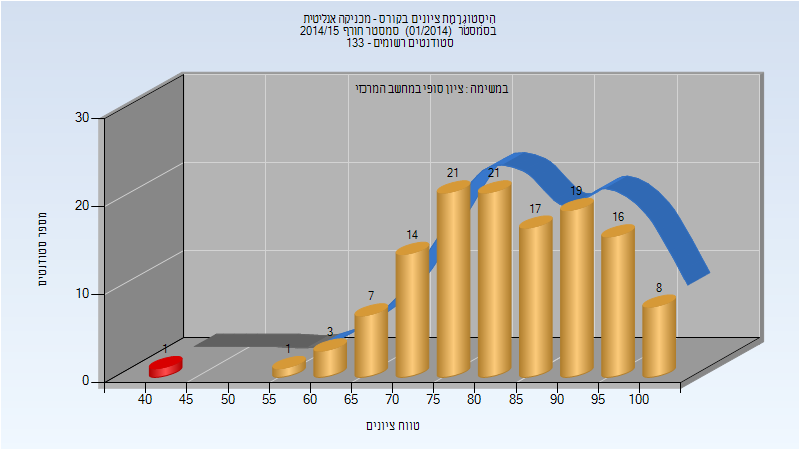 היסטוגרמת ציונים בקורס - מכניקה אנליטית
בסמסטר (01/2014) סמסטר חורף 2014/15
סטודנטים רשומים - 133
במשימה : ציון סופי במחשב המרכזי
מספר סטודנטים
30
20
10
0
1
1
3
7
14
21
21
17
19
16
8
40 45 50 55 60 65 70 75 80 85 90 95 100
טווח ציונים